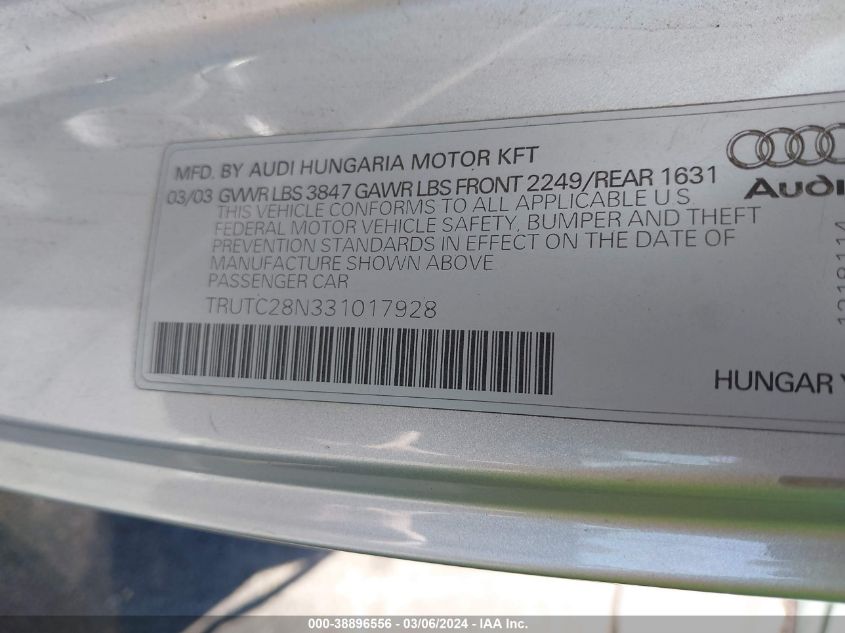 MFD. BY AUDI HUNGARIA MOTOR KFT
03/03 GVWR LBS 3847 GAWR LBS FRONT 2249/REAR 1631
THIS VEHICLE CONFORMS TO ALL APPLICABLE U S
FEDERAL MOTOR VEHICLE SAFETY, BUMPER AND THEFT
PREVENTION STANDARDS IN EFFECT ON THE DATE OF
MANUFACTURE SHOWN ABOVE
PASSENGER CAR
TRUTC28N331017928
Audi
HUNGARY
000-38896556 - 03/06/2024 - IAA Inc.